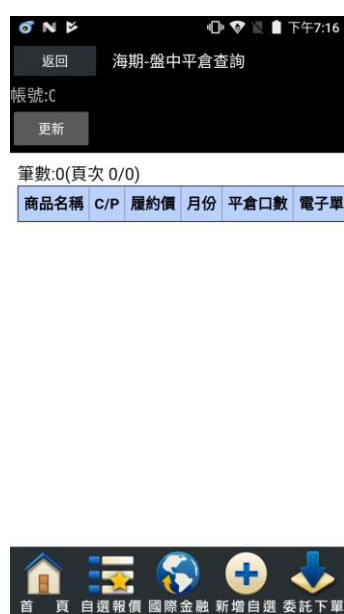 下午7:16
返回 海期-盤中平倉查詢
帳號:C
更新
筆數:0(頁次 0/0)
商品名稱 C/P 履約價 月份 平倉口數 電子單
首 頁 自選報價 國際金融 新增自選 委託下單